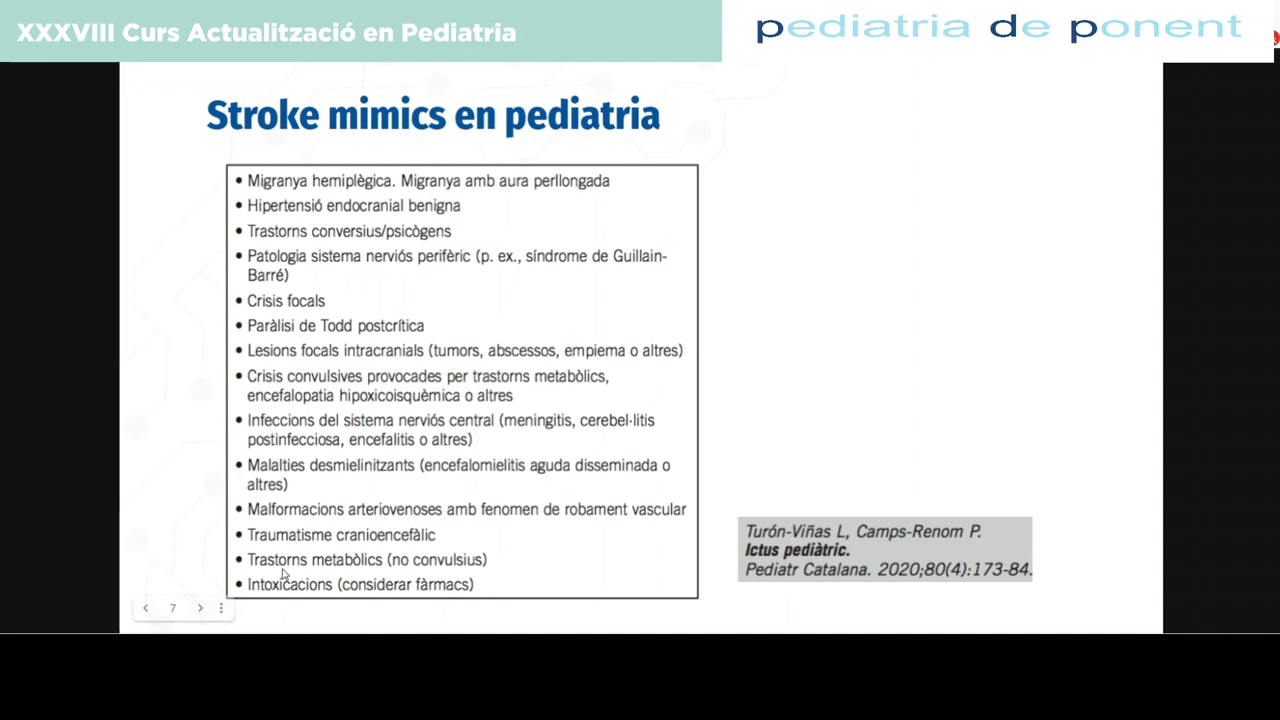 XXXVIII Curs Actualització en Pediatria
pediatria de ponent
Stroke mimics en pediatria
• Migranya hemiplègica. Migranya amb aura perllongada
• Hipertensió endocranial benigna
• Trastorns conversius/psicògens
• Patologia sistema nerviós perifèric (p. ex., síndrome de Guillain-
Barré)
• Crisis focals
• Paràlisi de Todd postcrítica
• Lesions focals intracranials (tumors, abscessos, empiema o altres)
• Crisis convulsives provocades per trastorns metabòlics,
encefalopatia hipoxicoisquèmica o altres
• Infeccions del sistema nerviós central (meningitis, cerebel·litis
postinfecciosa, encefalitis o altres)
• Malalties desmielinitzants (encefalomielitis aguda disseminada o
altres)
• Malformacions arteriovenoses amb fenomen de robament vascular
• Traumatisme cranioencefàlic
• Trastorns metabòlics (no convulsius)
• Intoxicacions (considerar fàrmacs)
Turón-Viñas L, Camps-Renom P.
Ictus pediàtric.
Pediatr Catalana. 2020;80(4):173-84.
7